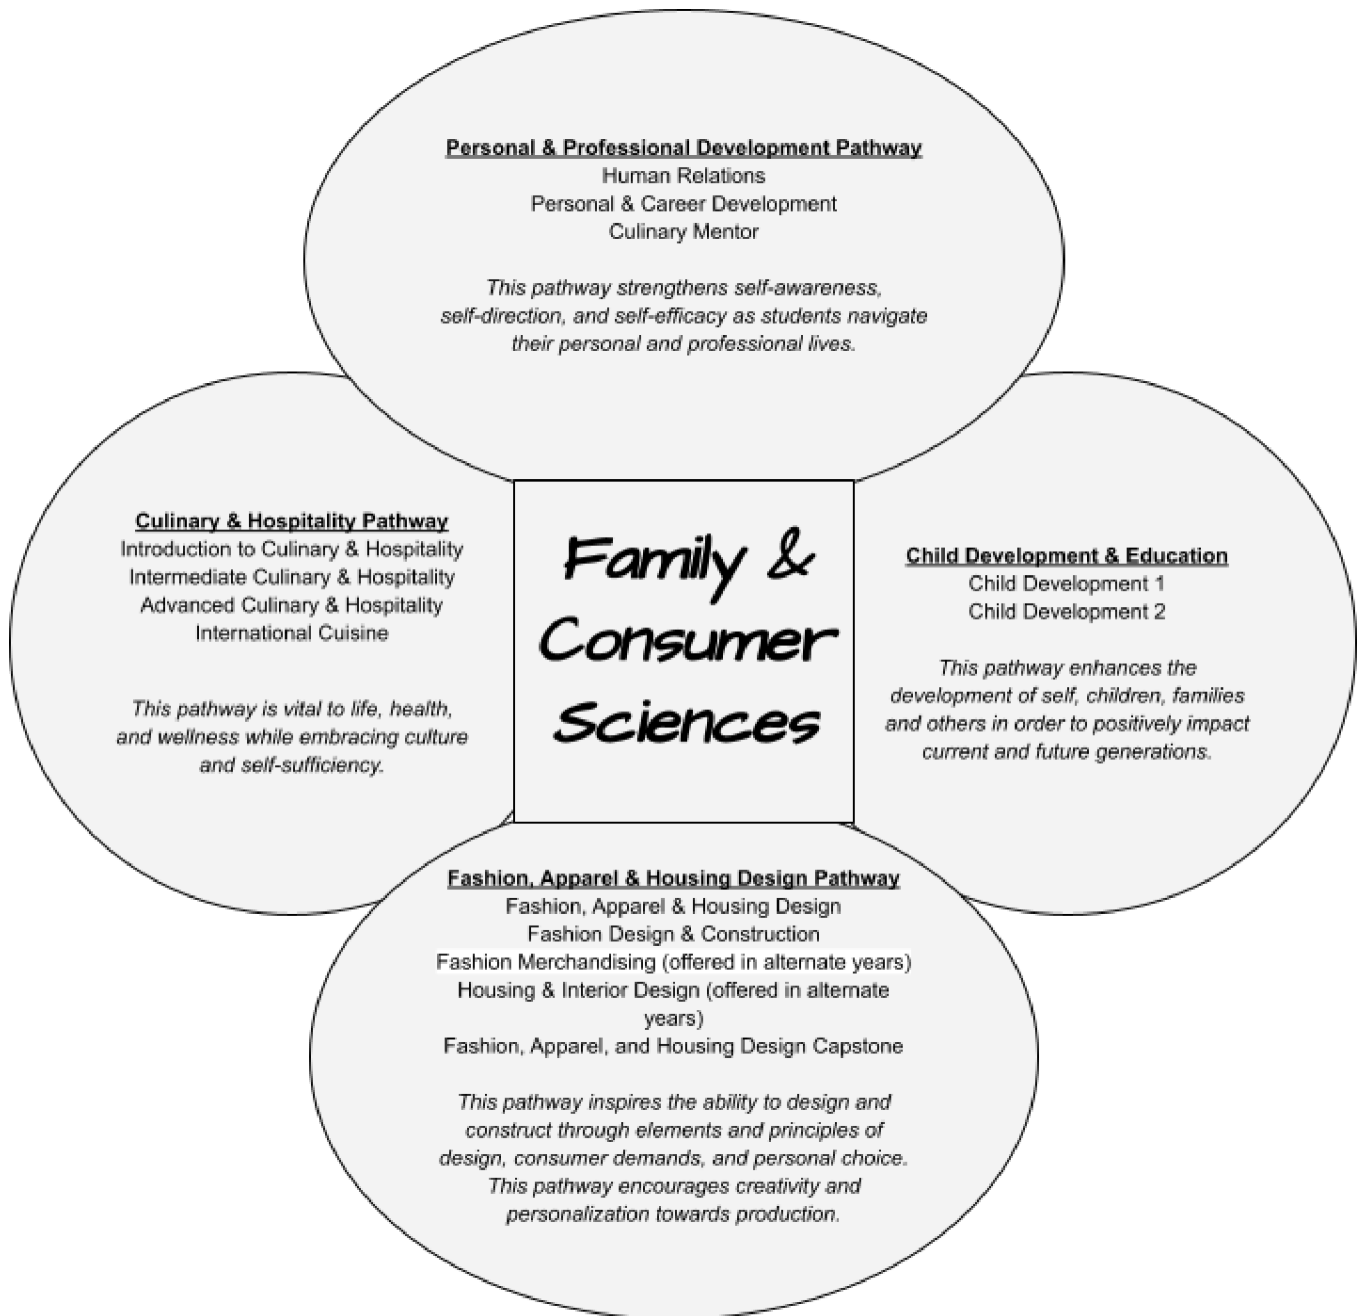 Personal & Professional Development Pathway
Human Relations
Personal & Career Development
Culinary Mentor
This pathway strengthens self-awareness,
self-direction, and self-efficacy as students navigate
their personal and professional lives.
Culinary & Hospitality Pathway
Introduction to Culinary & Hospitality
Intermediate Culinary & Hospitality
Advanced Culinary & Hospitality
International Cuisine
This pathway is vital to life, health,
and wellness while embracing culture
and self-sufficiency.
Family &
Consumer
Sciences
Child Development & Education
Child Development 1
Child Development 2
This pathway enhances the
development of self, children, families
and others in order to positively impact
current and future generations.
Fashion, Apparel & Housing Design Pathway
Fashion, Apparel & Housing Design
Fashion Design & Construction
Fashion Merchandising (offered in alternate years)
Housing & Interior Design (offered in alternate
years)
Fashion, Apparel, and Housing Design Capstone
This pathway inspires the ability to design and
construct through elements and principles of
design, consumer demands, and personal choice.
This pathway encourages creativity and
personalization towards production.